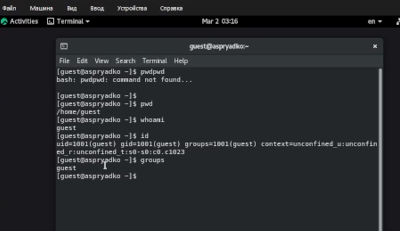 Файл Машина Вид Ввод Устройства Справка
Activities Terminal Mar 2 03:16 en
guest@aspryadko:~
File Edit View Search Terminal Help
[guest@aspryadko ~]$ pwdpwd
bash: pwdpwd: command not found...
[guest@aspryadko ~]$
[guest@aspryadko ~]$ pwd
/home/guest
[guest@aspryadko ~]$ whoami
guest
[guest@aspryadko ~]$ id
uid=1001(guest) gid=1001(guest) groups=1001(guest) context=unconfined_u:unconfin
ed_r:unconfined_t:s0-s0:c0.c1023
[guest@aspryadko ~]$ groups
guest
[guest@aspryadko ~]$